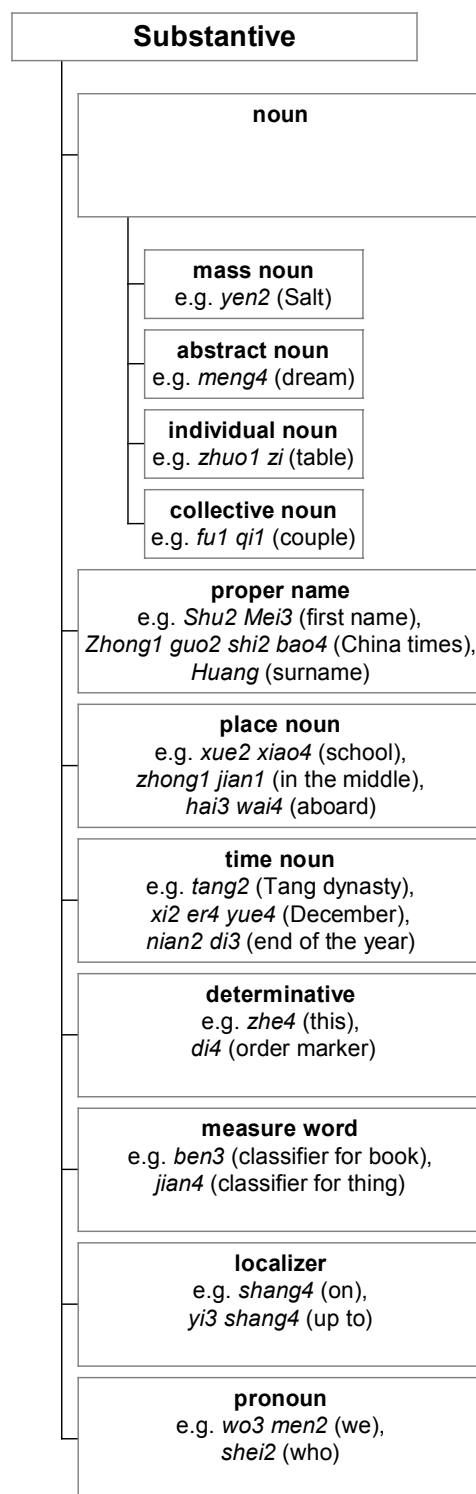 Substantive
noun
mass noun
e.g. yen2 (Salt)
abstract noun
e.g. meng4 (dream)
individual noun
e.g. zhuo1 zi (table)
collective noun
e.g. fu1 qi1 (couple)
proper name
e.g. Shu2 Mei3 (first name),
Zhong1 guo2 shi2 bao4 (China times),
Huang (surname)
place noun
e.g. xue2 xiao4 (school),
zhong1 jian1 (in the middle),
hai3 wai4 (aboard)
time noun
e.g. tang2 (Tang dynasty),
xi2 er4 yue4 (December),
nian2 di3 (end of the year)
determinative
e.g. zhe4 (this),
di4 (order marker)
measure word
e.g. ben3 (classifier for book),
jian4 (classifier for thing)
localizer
e.g. shang4 (on),
yi3 shang4 (up to)
pronoun
e.g. wo3 men2 (we),
shei2 (who)